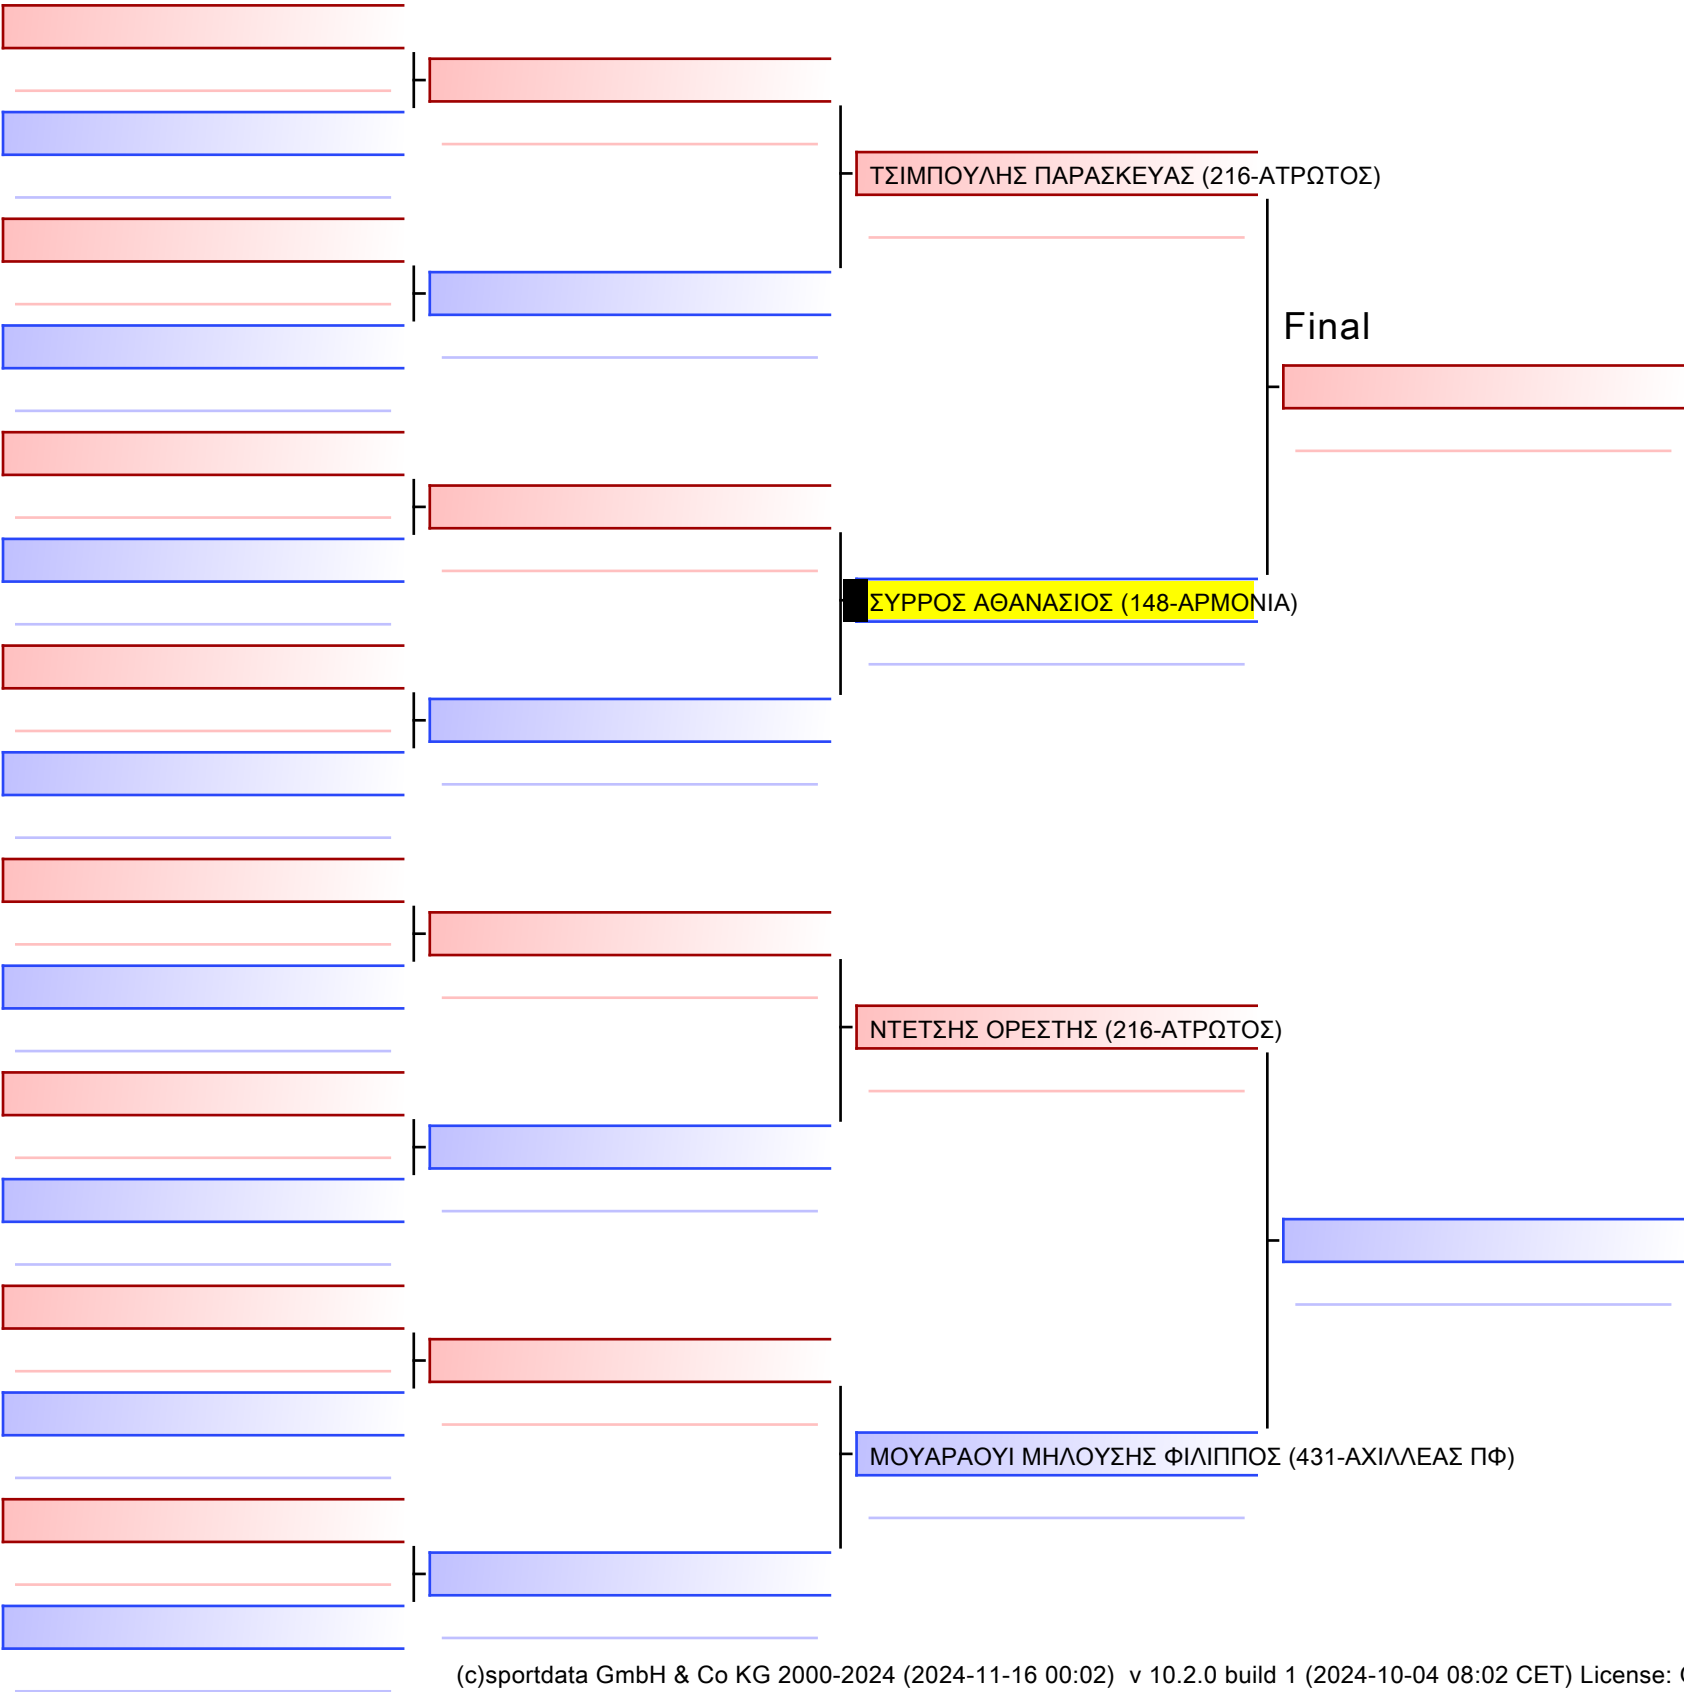 ΤΣΙΜΠΟΥΛΗΣ ΠΑΡΑΣΚΕΥΑΣ (216-ΑΤΡΩΤΟΣ)
Final
ΣΥΡΡΟΣ ΑΘΑΝΑΣΙΟΣ (148-ΑΡΜΟΝΙΑ)
ΝΤΕΤΣΗΣ ΟΡΕΣΤΗΣ (216-ΑΤΡΩΤΟΣ)
ΜΟΥΑΡΑΟΥΙ ΜΗΛΟΥΣΗΣ ΦΙΛΙΠΠΟΣ (431-ΑΧΙΛΛΕΑΣ ΠΦ)
(c)sportdata GmbH & Co KG 2000-2024 (2024-11-16 00:02) v 10.2.0 build 1 (2024-10-04 08:02 CET) License: